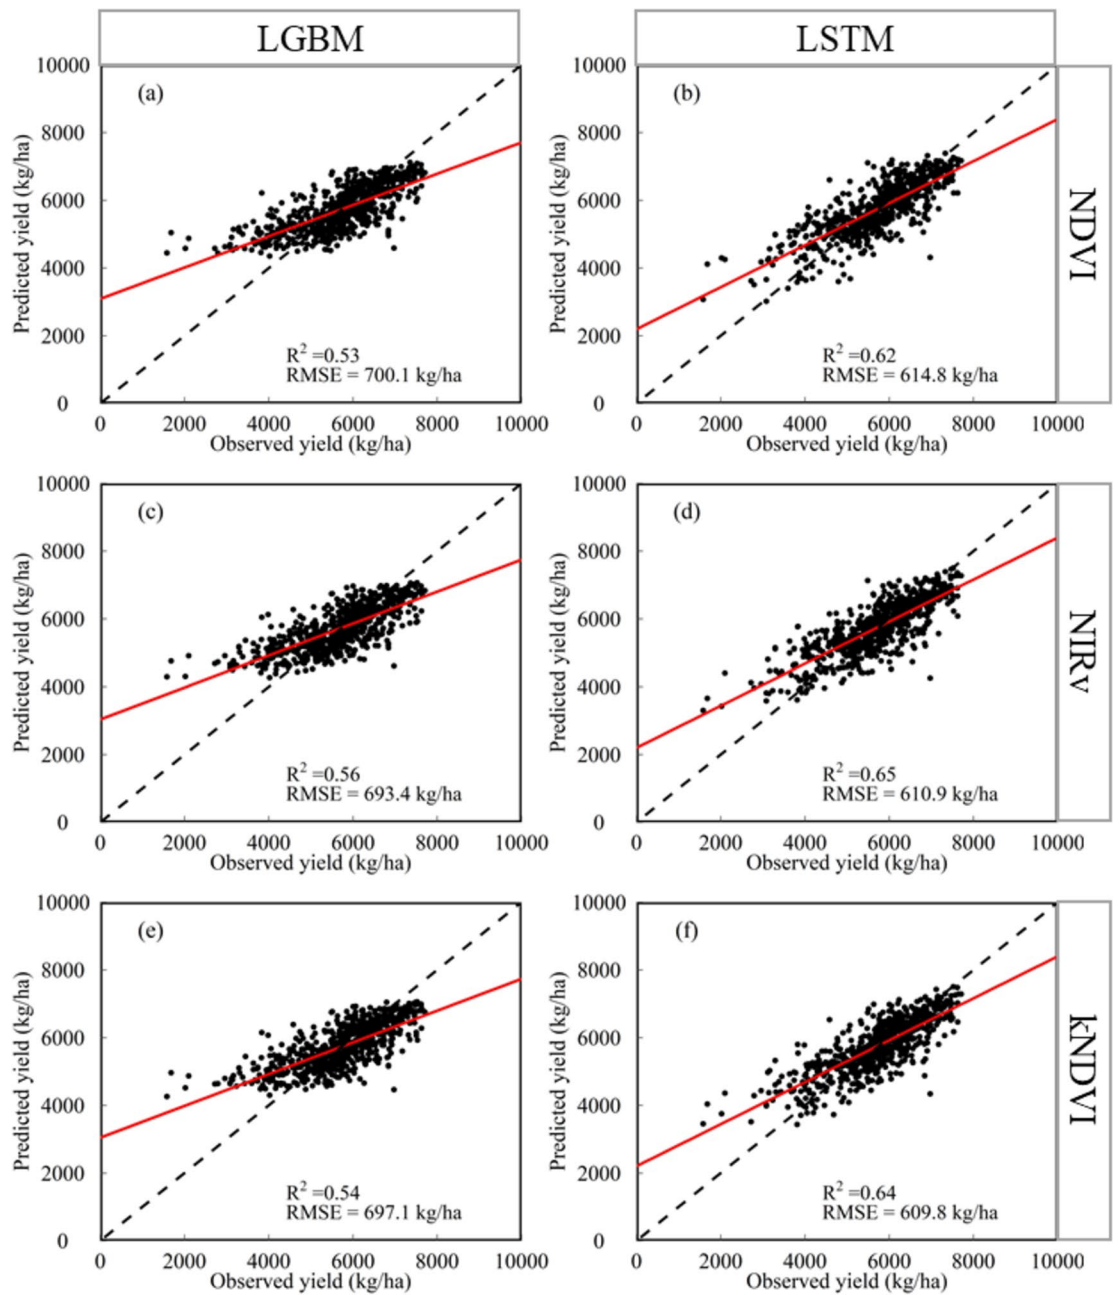 LGBM
LSTM
(a)
Predicted yield (kg/ha)
10000
8000
6000
4000
2000
0
R² =0.53
RMSE = 700.1 kg/ha
0 2000 4000 6000 8000 10000
Observed yield (kg/ha)
(b)
Predicted yield (kg/ha)
10000
8000
6000
4000
2000
0
R² =0.62
RMSE = 614.8 kg/ha
0 2000 4000 6000 8000 10000
Observed yield (kg/ha)
NDVI
(c)
Predicted yield (kg/ha)
10000
8000
6000
4000
2000
0
R² =0.56
RMSE = 693.4 kg/ha
0 2000 4000 6000 8000 10000
Observed yield (kg/ha)
(d)
Predicted yield (kg/ha)
10000
8000
6000
4000
2000
0
R² =0.65
RMSE = 610.9 kg/ha
0 2000 4000 6000 8000 10000
Observed yield (kg/ha)
NIRv
(e)
Predicted yield (kg/ha)
10000
8000
6000
4000
2000
0
R² =0.54
RMSE = 697.1 kg/ha
0 2000 4000 6000 8000 10000
Observed yield (kg/ha)
(f)
Predicted yield (kg/ha)
10000
8000
6000
4000
2000
0
R² =0.64
RMSE = 609.8 kg/ha
0 2000 4000 6000 8000 10000
Observed yield (kg/ha)
kNDVI